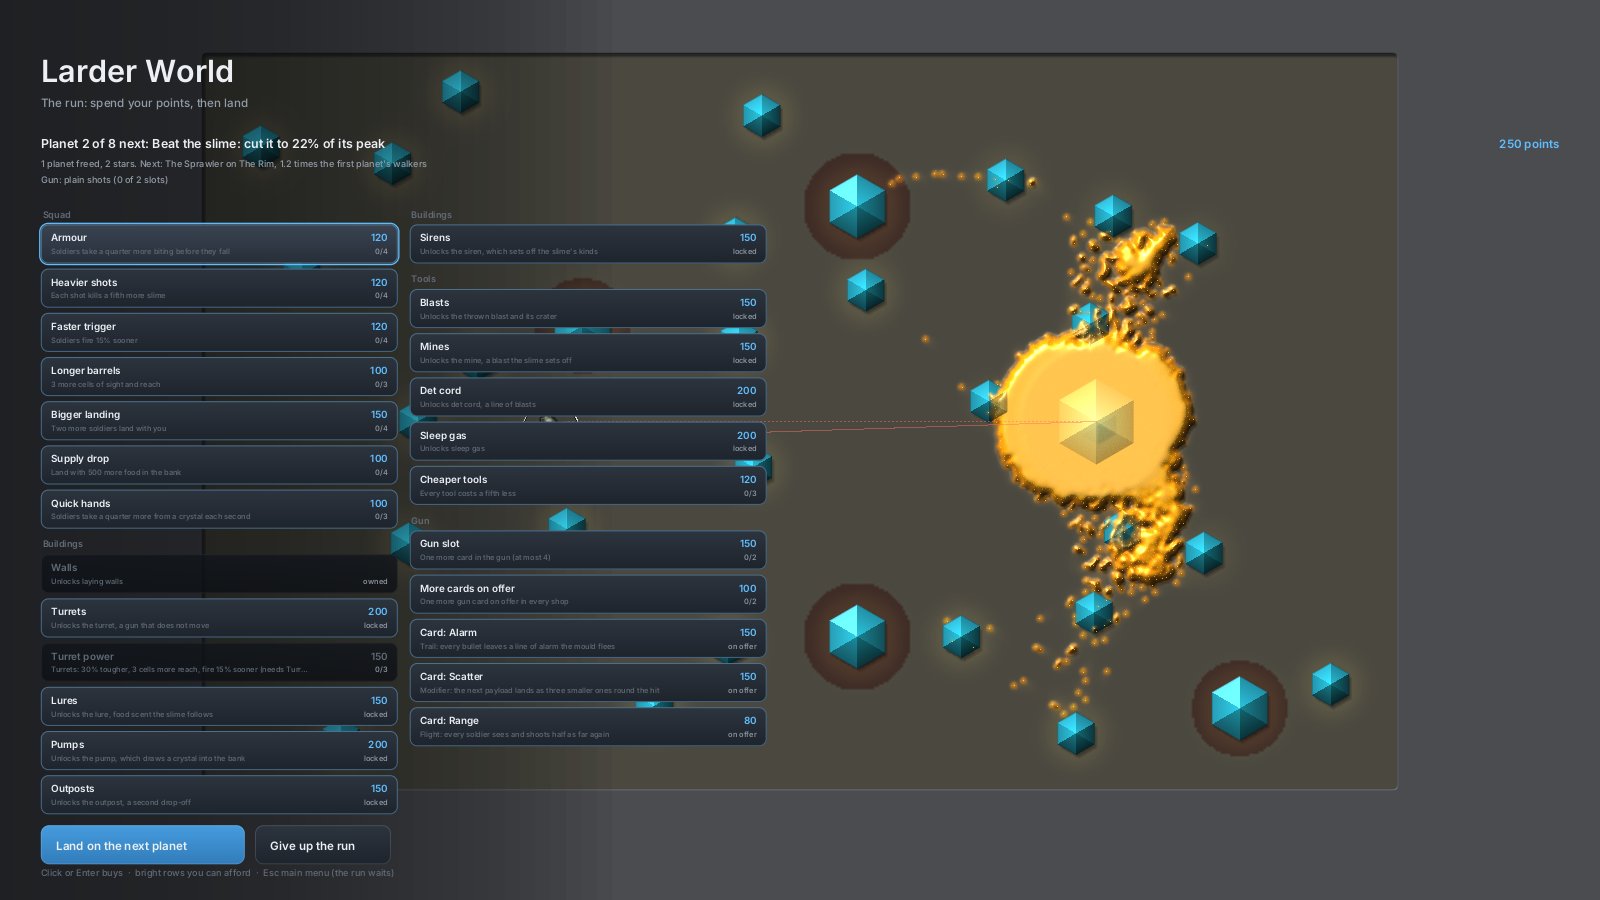 Larder World
The run: spend your points, then land
Planet 2 of 8 next: Beat the slime: cut it to 22% of its peak
250 points
1 planet freed, 2 stars. Next: The Sprawler on The Rim, 1.2 times the first planet's walkers
Gun: plain shots (0 of 2 slots)
Squad
Armour 120
Soldiers take a quarter more biting before they fall 0/4
Heavier shots 120
Each shot kills a fifth more slime 0/4
Faster trigger 120
Soldiers fire 15% sooner 0/4
Longer barrels 100
3 more cells of sight and reach 0/3
Bigger landing 150
Two more soldiers land with you 0/4
Supply drop 100
Land with 500 more food in the bank 0/4
Quick hands 100
Soldiers take a quarter more from a crystal each second 0/3
Buildings
Walls
Unlocks laying walls owned
Turrets 200
Unlocks the turret, a gun that does not move locked
Turret power 150
Turrets: 30% tougher, 3 cells more reach, fire 15% sooner (needs Turr... 0/3
Lures 150
Unlocks the lure, food scent the slime follows locked
Pumps 200
Unlocks the pump, which draws a crystal into the bank locked
Outposts 150
Unlocks the outpost, a second drop-off locked
Buildings
Sirens 150
Unlocks the siren, which sets off the slime's kinds locked
Tools
Blasts 150
Unlocks the thrown blast and its crater locked
Mines 150
Unlocks the mine, a blast the slime sets off locked
Det cord 200
Unlocks det cord, a line of blasts locked
Sleep gas 200
Unlocks sleep gas locked
Cheaper tools 120
Every tool costs a fifth less 0/3
Gun
Gun slot 150
One more card in the gun (at most 4) 0/2
More cards on offer 100
One more gun card on offer in every shop 0/2
Card: Alarm 150
Trail: every bullet leaves a line of alarm the mould flees on offer
Card: Scatter 150
Modifier: the next payload lands as three smaller ones round the hit on offer
Card: Range 80
Flight: every soldier sees and shoots half as far again on offer
Land on the next planet
Give up the run
Click or Enter buys · bright rows you can afford · Esc main menu (the run waits)